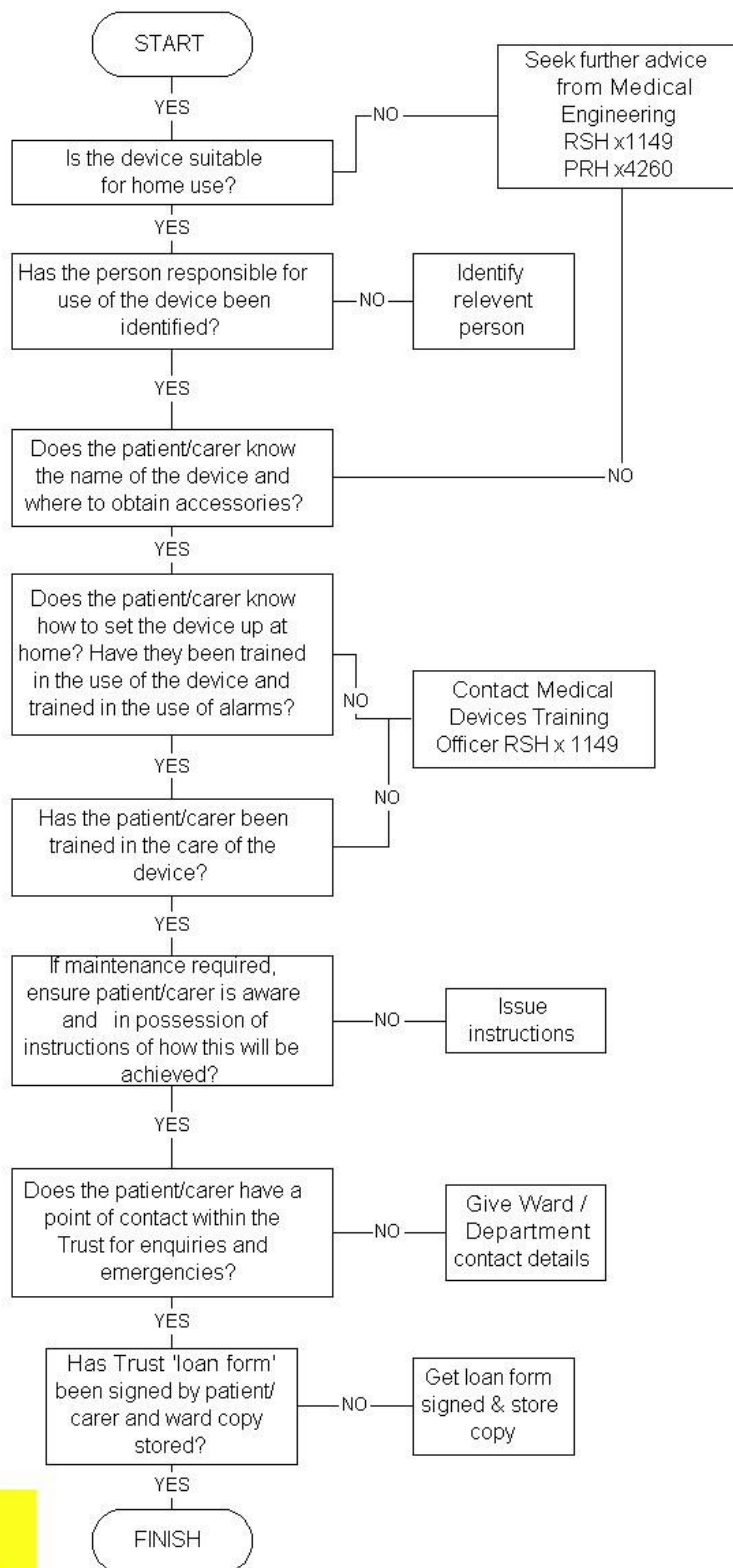 START
YES
NO
Seek further advice
from Medical
Engineering
RSH x1149
PRH x4260
Is the device suitable
for home use?
YES
Has the person responsible for
use of the device been
identified?
NO
Identify
relevent
person
YES
Does the patient/carer know
the name of the device and
where to obtain accessories?
NO
YES
Does the patient/carer know
how to set the device up at
home? Have they been trained
in the use of the device and
trained in the use of alarms?
NO
Contact Medical
Devices Training
Officer RSH x 1149
YES
NO
Has the patient/carer been
trained in the care of the
device?
YES
If maintenance required,
ensure patient/carer is aware
and in possession of
instructions of how this will be
achieved?
NO
Issue
instructions
YES
Does the patient/carer have a
point of contact within the
Trust for enquiries and
emergencies?
NO
Give Ward /
Department
contact details
YES
Has Trust 'loan form'
been signed by patient/
carer and ward copy
stored?
NO
Get loan form
signed & store
copy
YES
FINISH